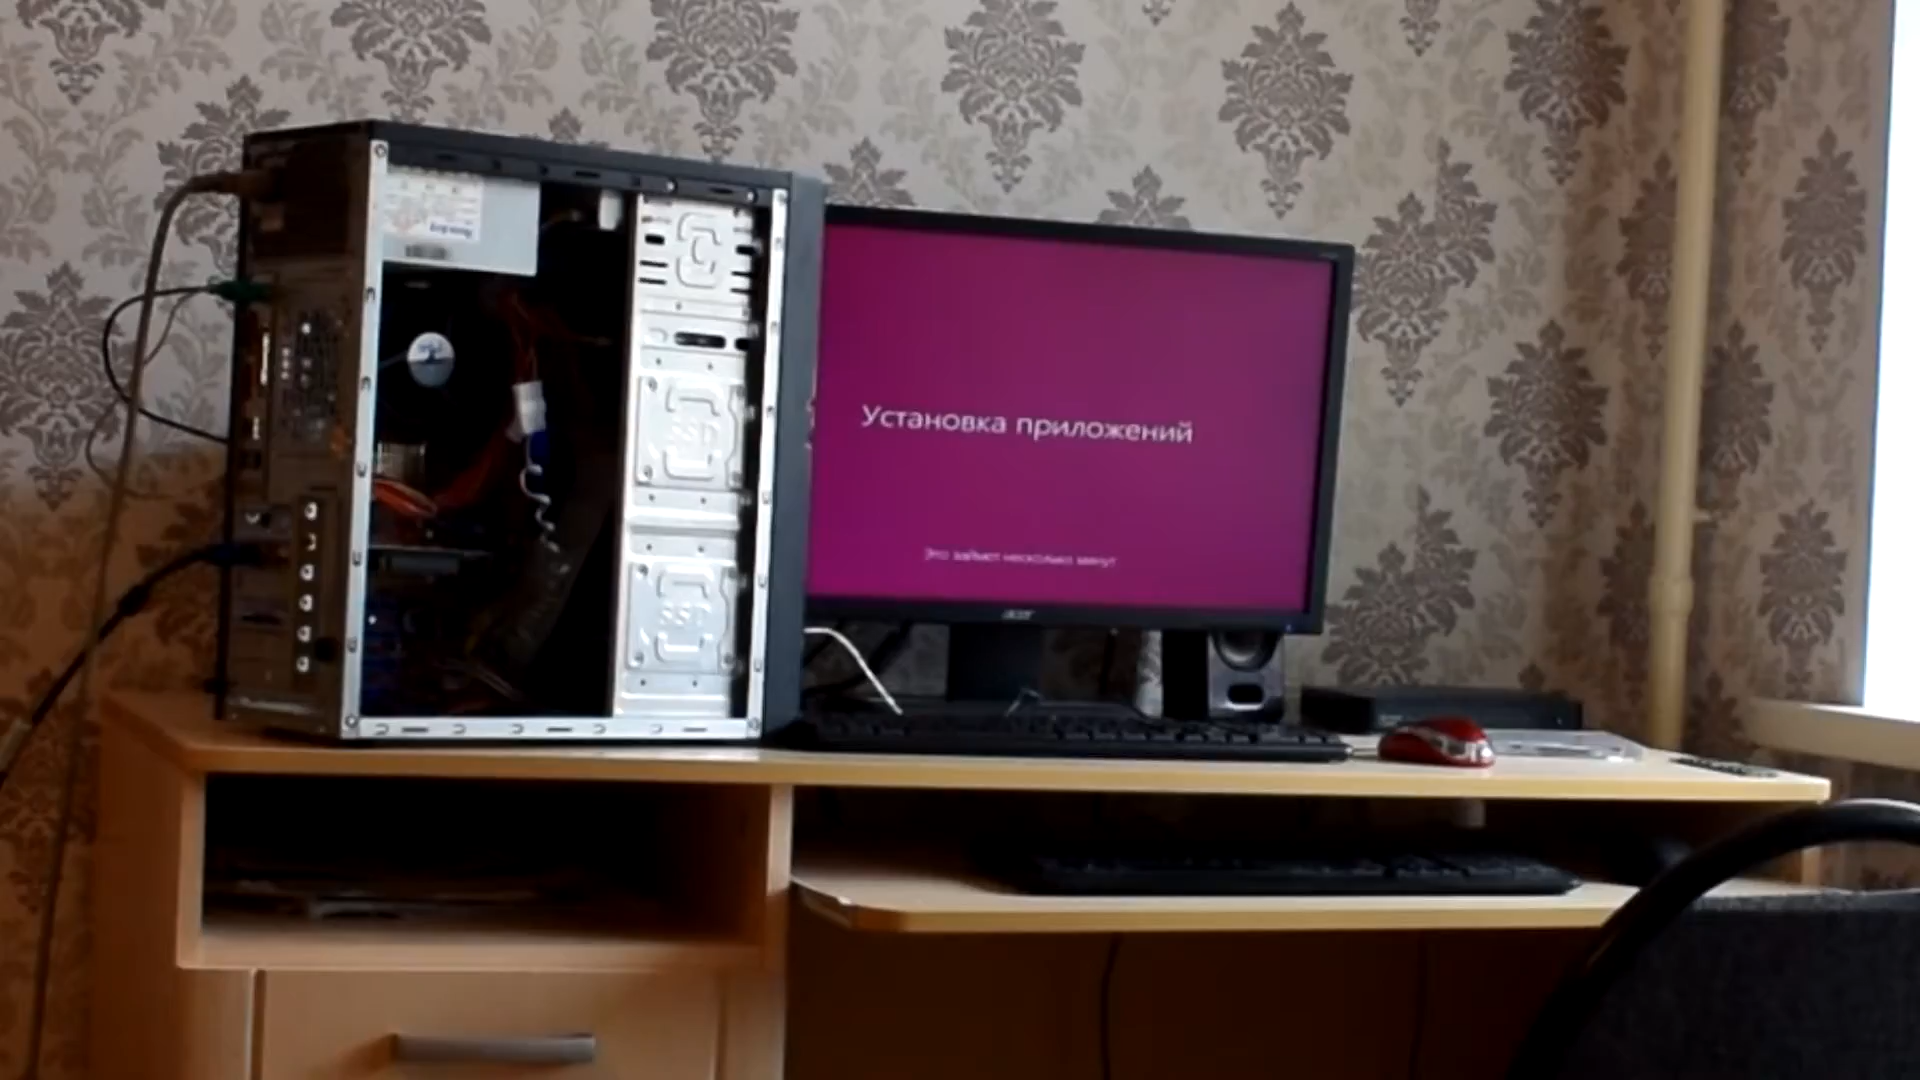 Установка приложений
Это займет несколько минут
acer